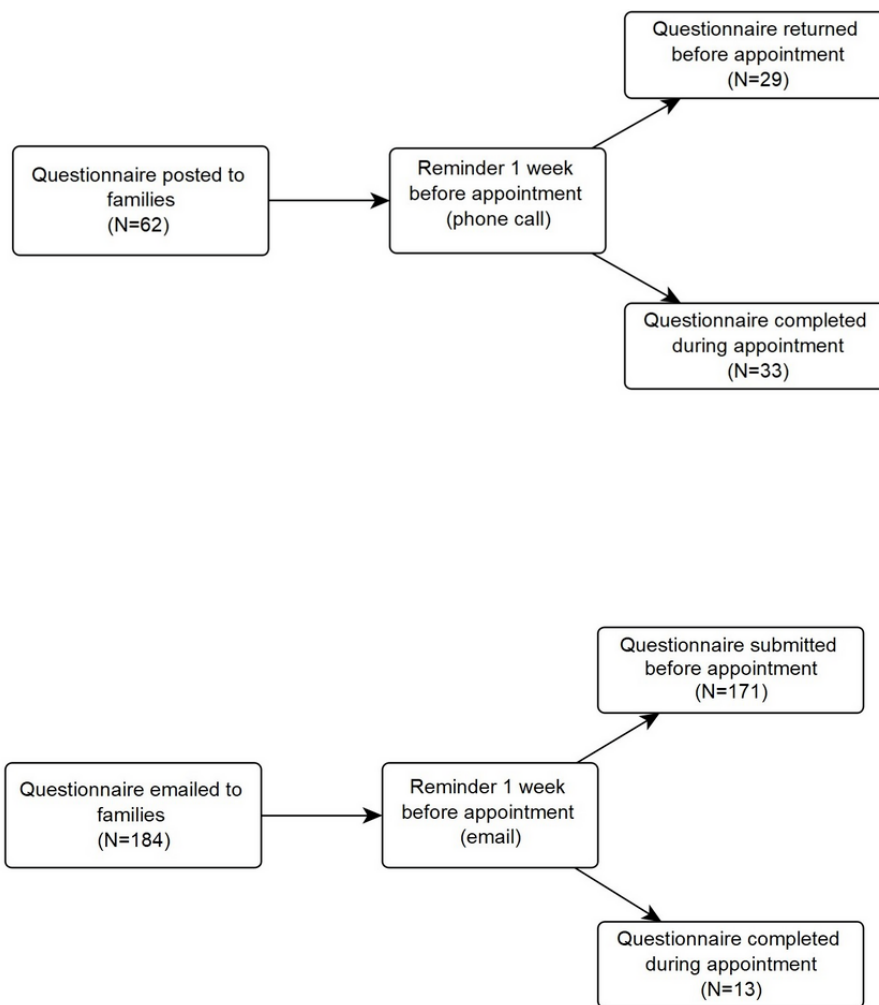 Questionnaire returned
before appointment
(N=29)
Questionnaire posted to
families
(N=62)
Reminder 1 week
before appointment
(phone call)
Questionnaire completed
during appointment
(N=33)
Questionnaire submitted
before appointment
(N=171)
Questionnaire emailed to
families
(N=184)
Reminder 1 week
before appointment
(email)
Questionnaire completed
during appointment
(N=13)